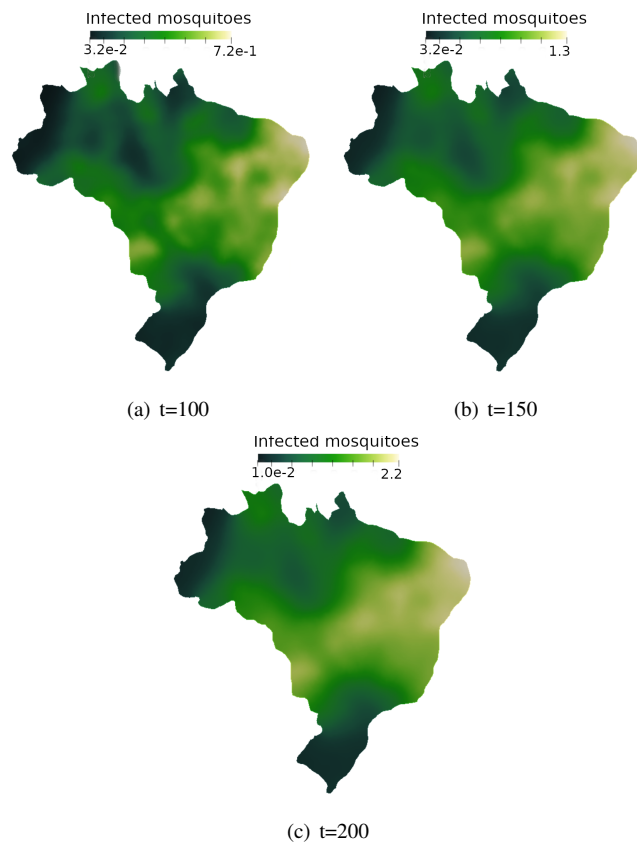 Infected mosquitoes
3.2e-2 7.2e-1
(a) t=100
Infected mosquitoes
3.2e-2 1.3
(b) t=150
Infected mosquitoes
1.0e-2 2.2
(c) t=200